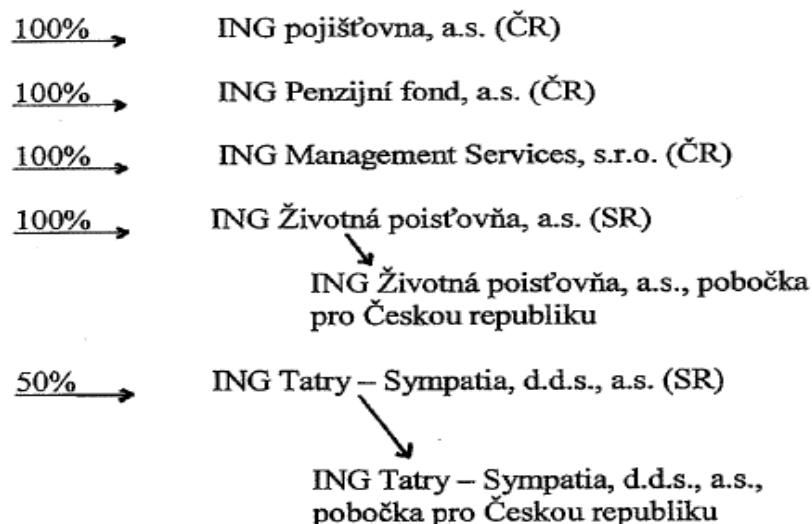 100% ING pojišťovna, a.s. (ČR)
100% ING Penzijní fond, a.s. (ČR)
100% ING Management Services, s.r.o. (ČR)
100% ING Životná poisťovňa, a.s. (SR)
ING Životná poisťovňa, a.s., pobočka
pro Českou republiku
50% ING Tatry – Sympatia, d.d.s., a.s. (SR)
ING Tatry – Sympatia, d.d.s., a.s.,
pobočka pro Českou republiku